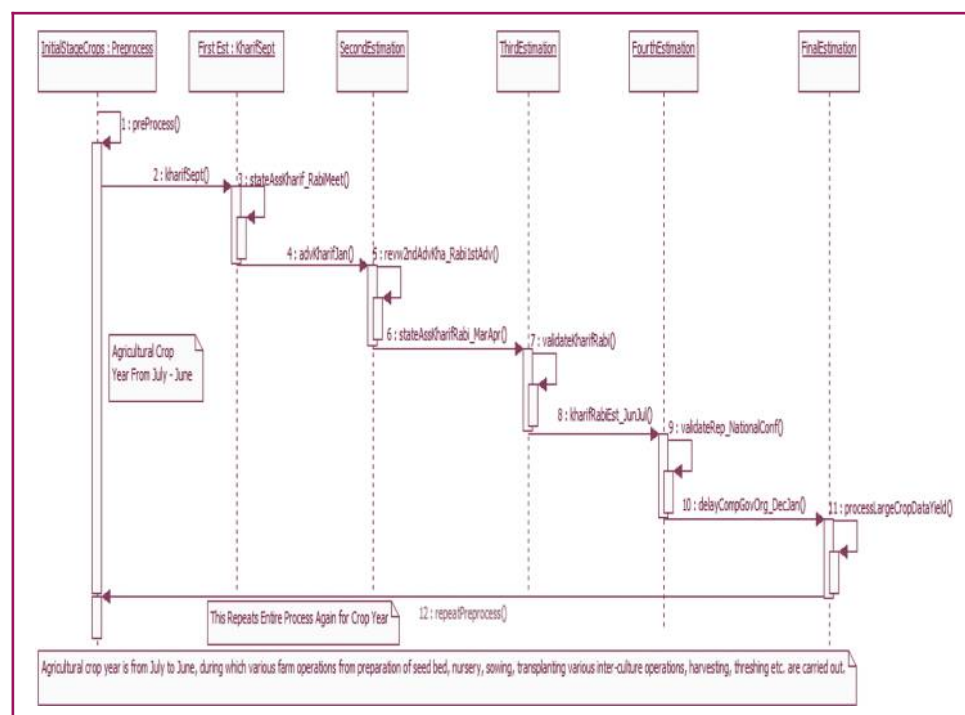 InitialStageCrops : Preprocess
First Est : KharifSept
SecondEstimation
ThirdEstimation
FourthEstimation
FinalEstimation
1 : preProcess()
2 : kharifSept()
3 : stateAssKharif_RabiMeet()
4 : advKharifJan()
5 : revw2ndAdvKha_Rabi1stAdv()
6 : stateAssKharifRabi_MarApr()
7 : validateKharifRabi()
Agricultural Crop
Year From July - June
8 : kharifRabiEst_JunJul()
9 : validateRep_NationalConf()
10 : delayCompGovOrg_DecJan()
11 : processLargeCropDataYield()
This Repeats Entire Process Again for Crop Year
12 : repeatPreprocess()
Agricultural crop year is from July to June, during which various farm operations from preparation of seed bed, nursery, sowing, transplanting various inter-culture operations, harvesting, threshing etc. are carried out.